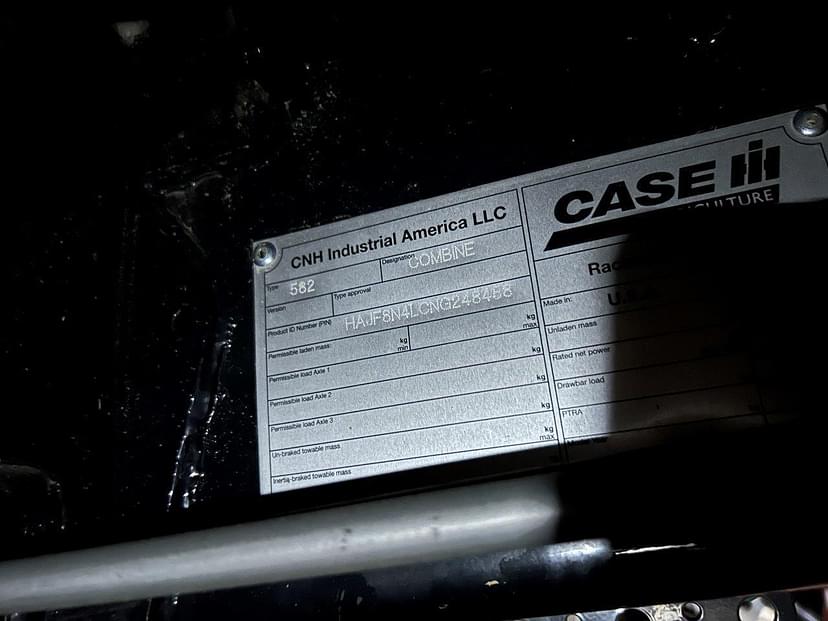 CNH Industrial America LLC
Type 582
Designation COMBINE
Version
Type approval
Product ID Number (PIN)
Permissible laden mass:
kg
min
kg
max
Permissible load Axle 1
kg
Permissible load Axle 2
kg
Permissible load Axle 3
kg
Un-braked towable mass
kg
max
Inertia-braked towable mass
CASE IH
Made in:
Unladen mass
Rated net power
Drawbar load
PTRA